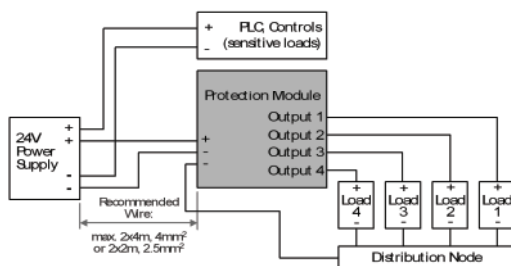 + PLC, Controls
- (sensitive loads)
Protection Module
Output 1
Output 2
Output 3
Output 4
+
-
-
24V
Power
Supply
+
+
-
-
Recommended
Wire:
max. 2x4m, 4mm²
or 2x2m, 2.5mm²
+
Load
4
-
+
Load
3
-
+
Load
2
-
+
Load
1
-
Distribution Node